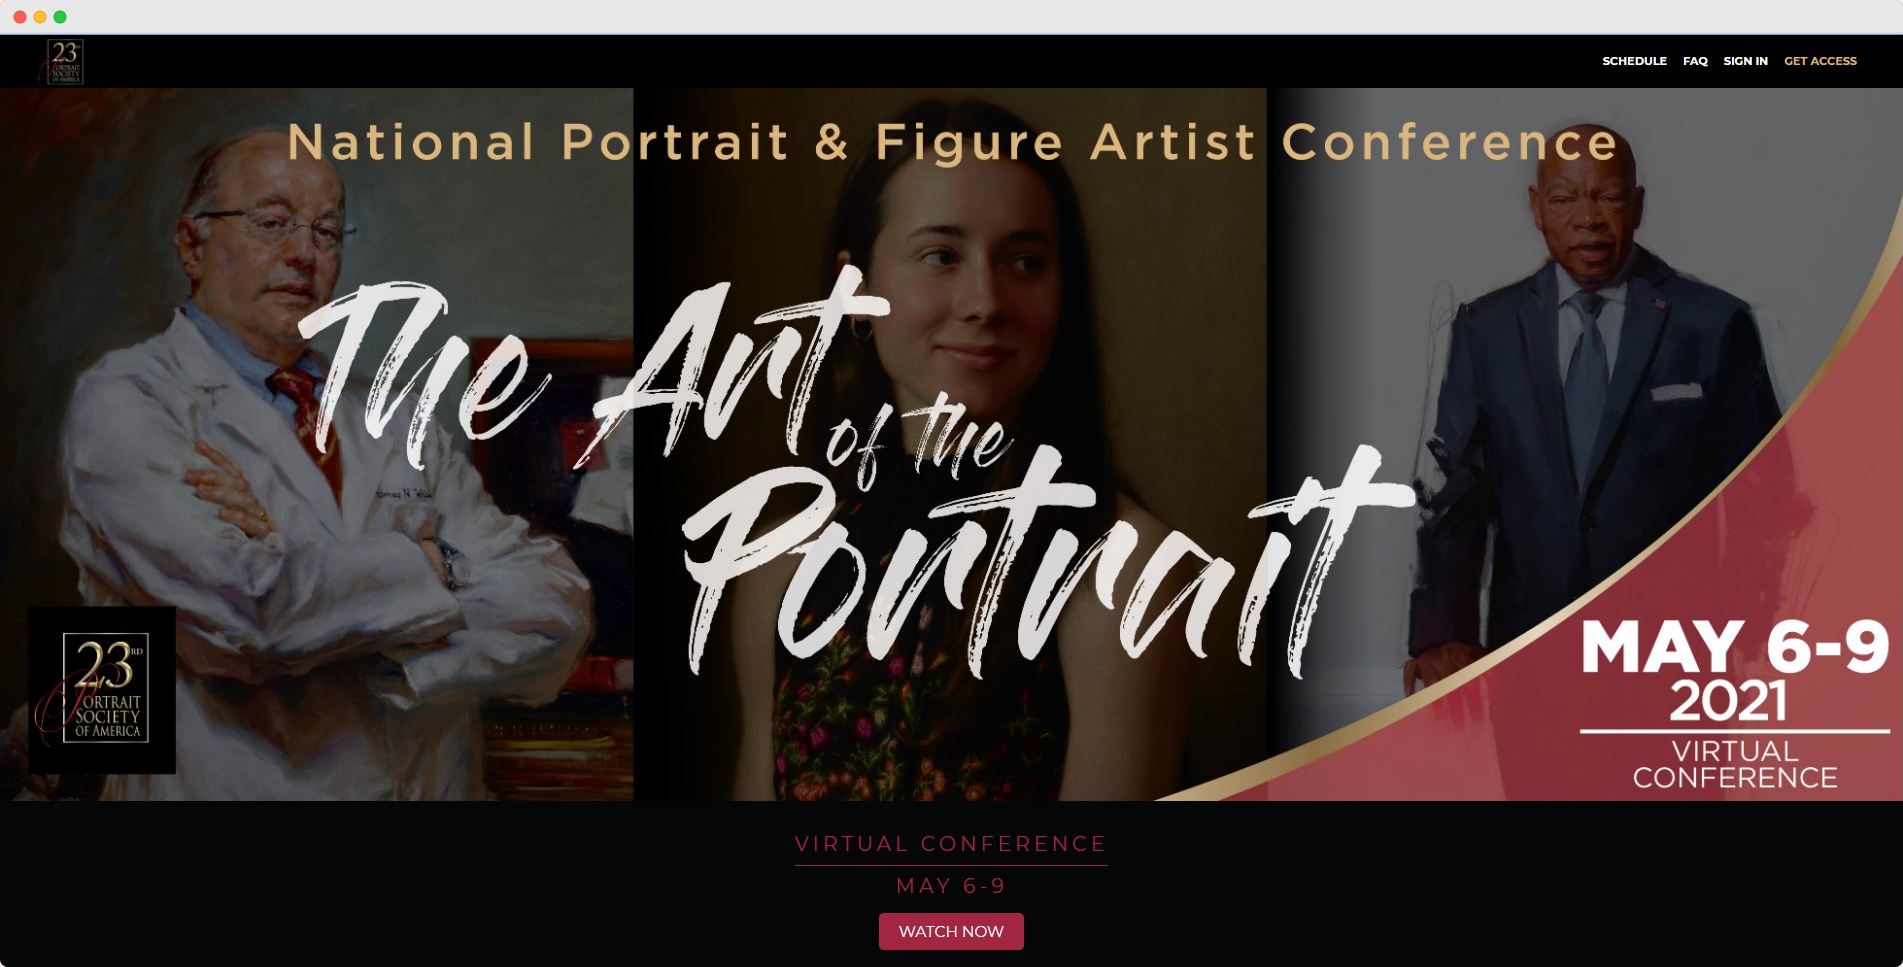 23RD
PORTRAIT
SOCIETY
OF AMERICA
SCHEDULE FAQ SIGN IN GET ACCESS
National Portrait & Figure Artist Conference
The Art
of the
Portrait
23RD
PORTRAIT
SOCIETY
OF AMERICA
MAY 6-9
2021
VIRTUAL
CONFERENCE
VIRTUAL CONFERENCE
MAY 6-9
WATCH NOW